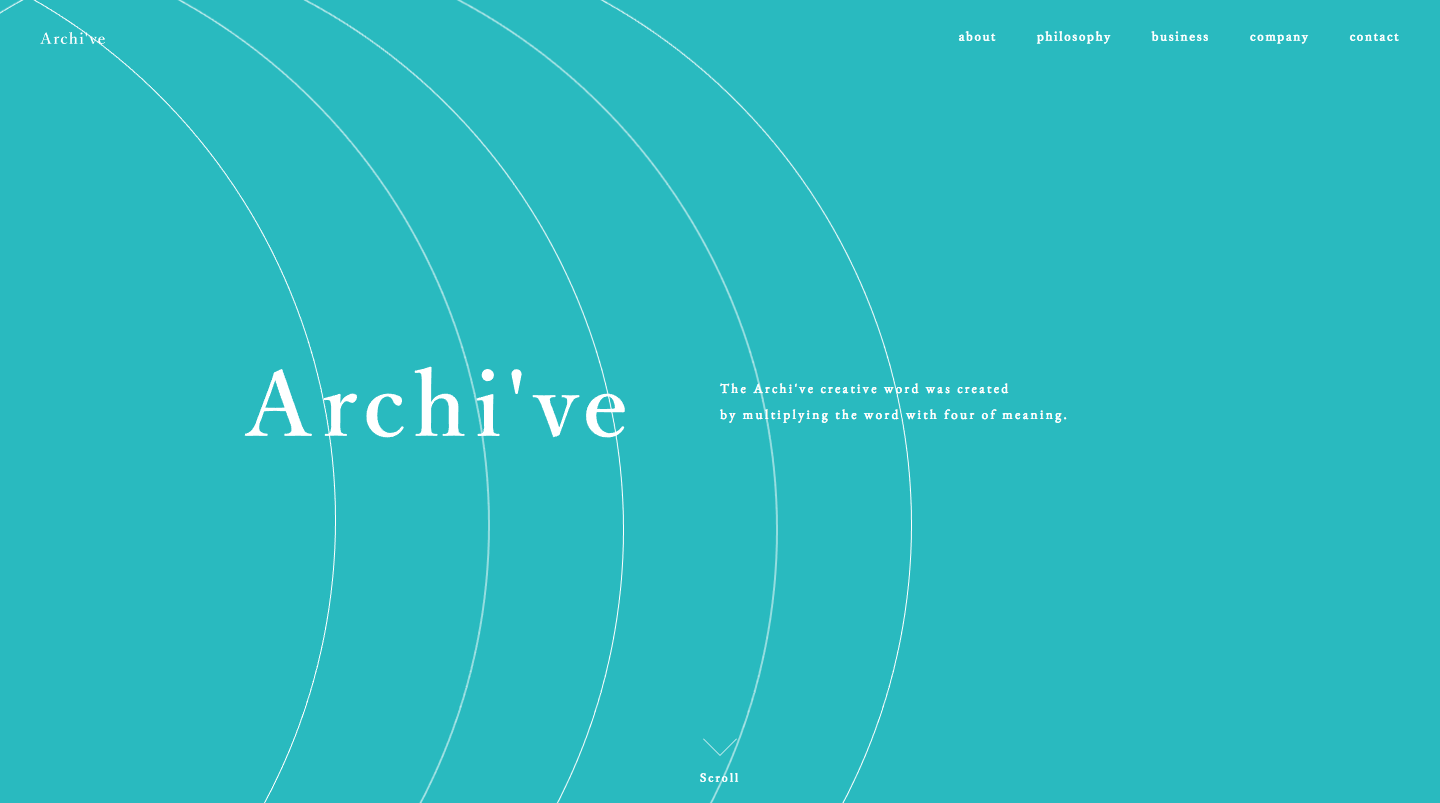 Archi've
about
philosophy
business
company
contact
Archi've
The Archi've creative word was created
by multiplying the word with four of meaning.
Scroll